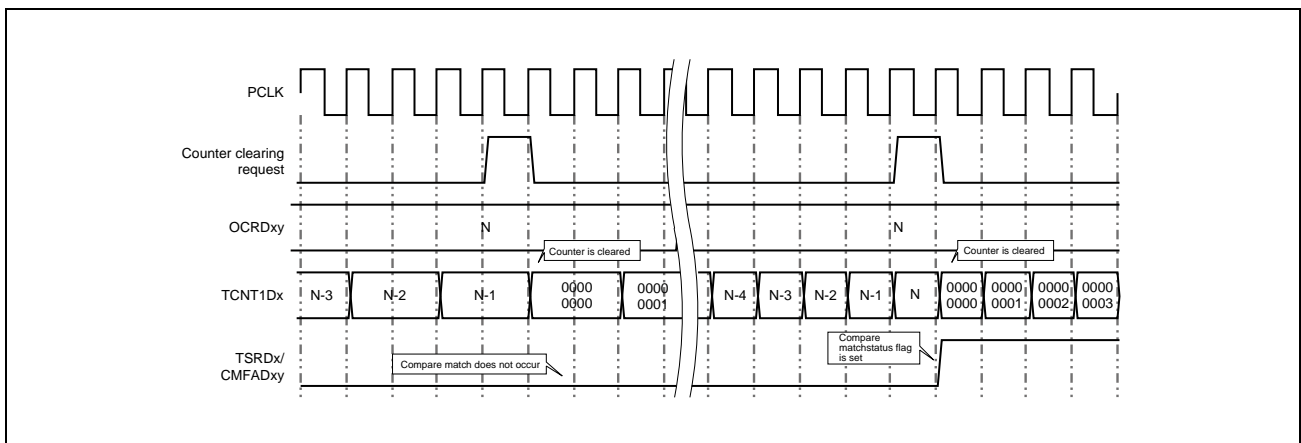 PCLK
Counter clearing
request
OCRDxy
N
N
Counter is cleared
Counter is cleared
TCNT1Dx
N-3
N-2
N-1
0000
0000
0000
0001
N-4
N-3
N-2
N-1
N
0000
0000
0000
0001
0000
0002
0000
0003
TSRDx/
CMFADxy
Compare match does not occur
Compare
matchstatus flag
is set